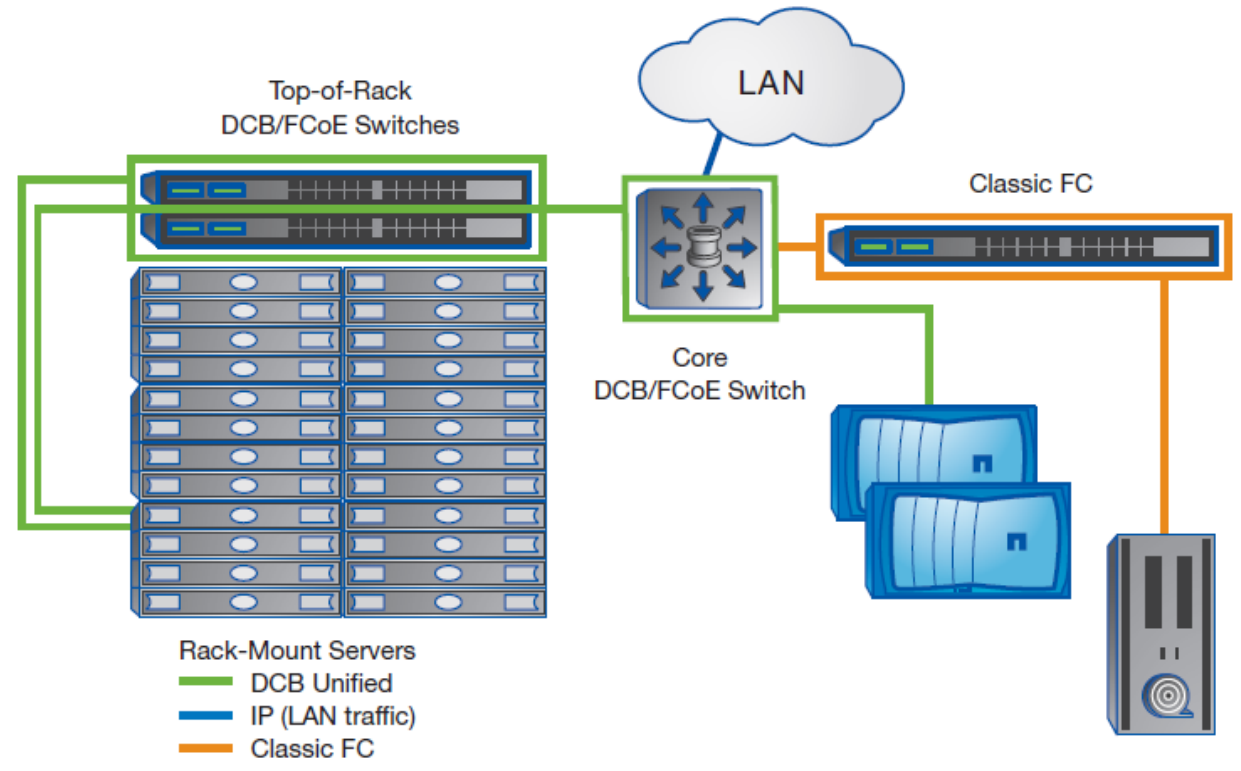 LAN
Top-of-Rack
DCB/FCoE Switches
Classic FC
Core
DCB/FCoE Switch
Rack-Mount Servers
DCB Unified
IP (LAN traffic)
Classic FC